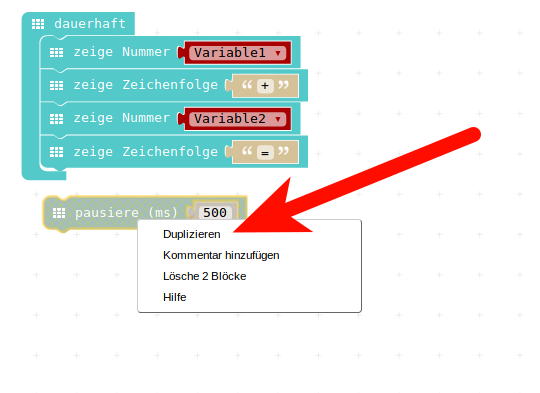 dauerhaft
zeige Nummer Variable1
zeige Zeichenfolge “ + ”
zeige Nummer Variable2
zeige Zeichenfolge “ = ”
pausiere (ms) 500
Duplizieren
Kommentar hinzufügen
Lösche 2 Blöcke
Hilfe